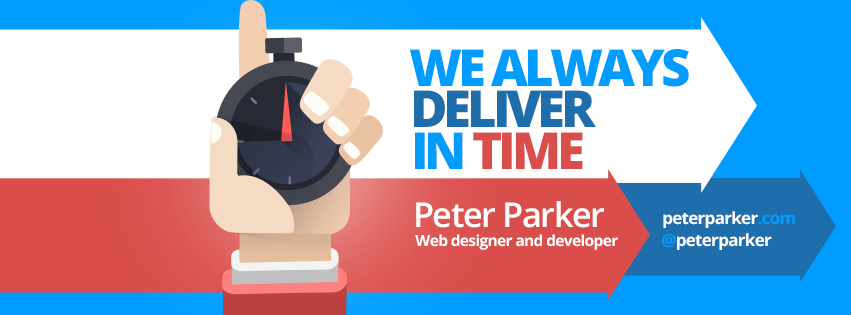 WE ALWAYS
DELIVER
IN TIME
Peter Parker
Web designer and developer
peterparker.com
@peterparker